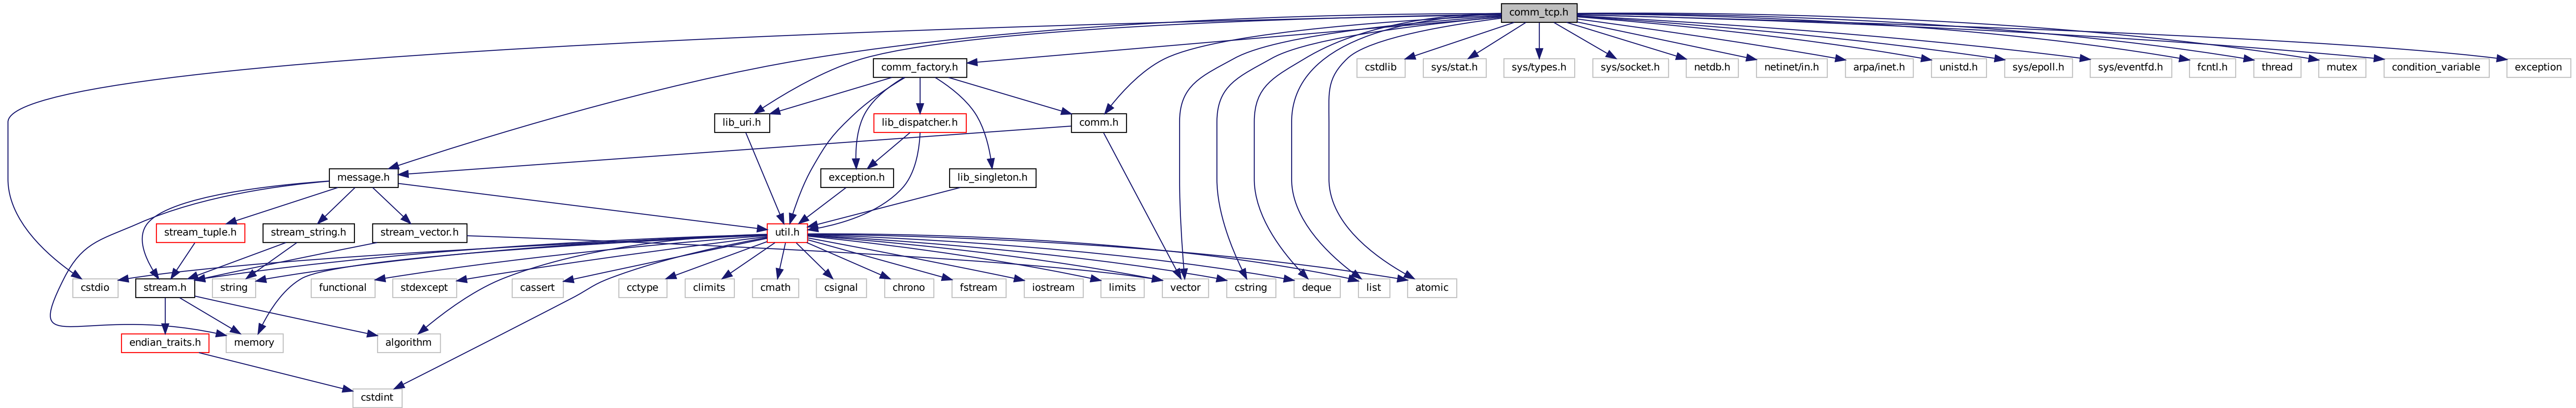 comm_tcp.h
comm_factory.h
cstdlib
sys/stat.h
sys/types.h
sys/socket.h
netdb.h
netinet/in.h
arpa/inet.h
unistd.h
sys/epoll.h
sys/eventfd.h
fcntl.h
thread
mutex
condition_variable
exception
lib_uri.h
lib_dispatcher.h
comm.h
message.h
exception.h
lib_singleton.h
stream_tuple.h
stream_string.h
stream_vector.h
util.h
cstdio
stream.h
string
functional
stdexcept
cassert
cctype
climits
cmath
csignal
chrono
fstream
iostream
limits
vector
cstring
deque
list
atomic
endian_traits.h
memory
algorithm
cstdint